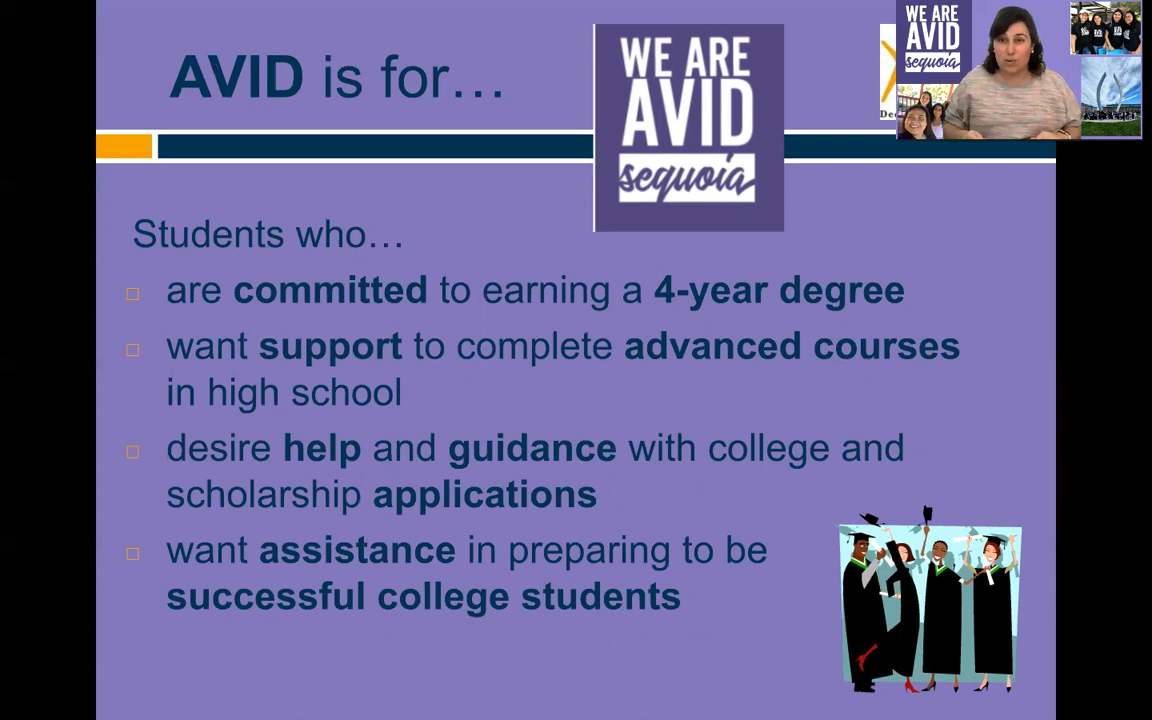 AVID is for…
WE ARE
AVID
sequoia
WE ARE
AVID
sequoia
Students who…
are committed to earning a 4-year degree
want support to complete advanced courses
in high school
desire help and guidance with college and
scholarship applications
want assistance in preparing to be
successful college students